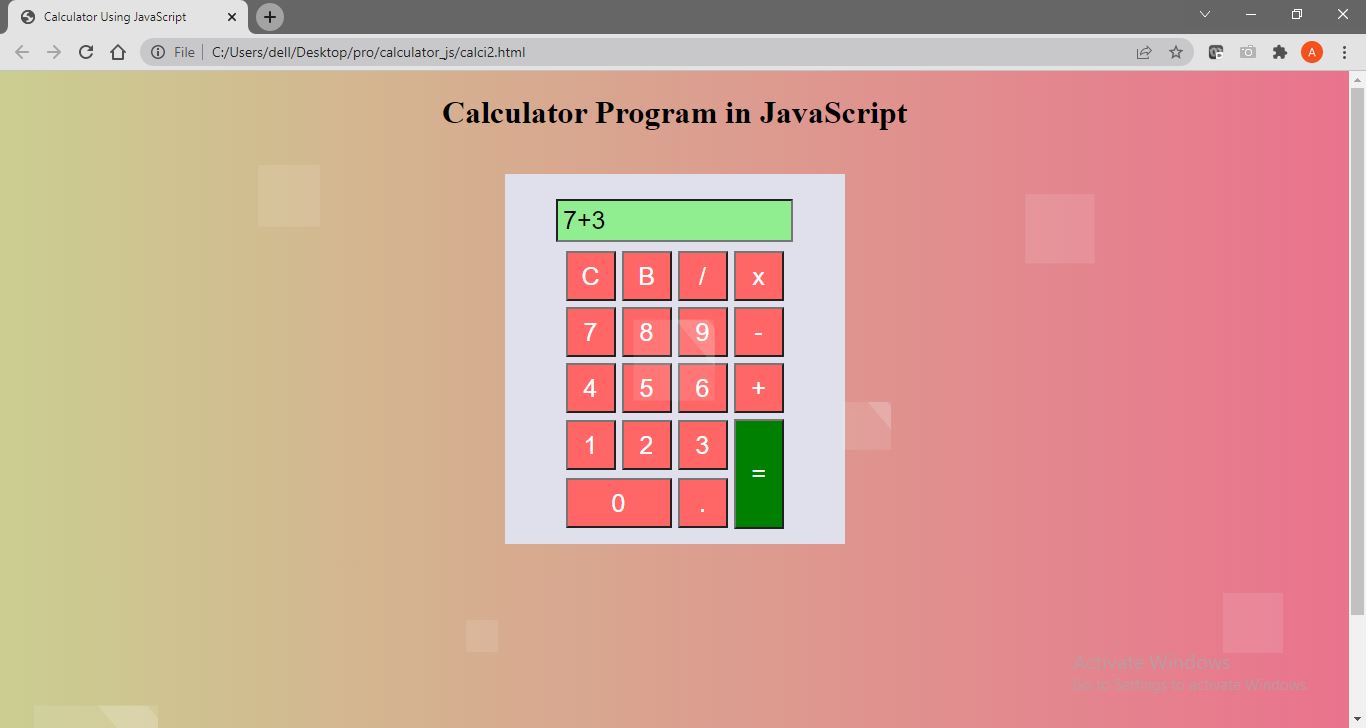 Calculator Using JavaScript
File C:/Users/dell/Desktop/pro/calculator_js/calci2.html
A
Calculator Program in JavaScript
7+3
C B / x
7 8 9 -
4 5 6 +
1 2 3
=
0 .
Activate Windows
Go to Settings to activate Windows.